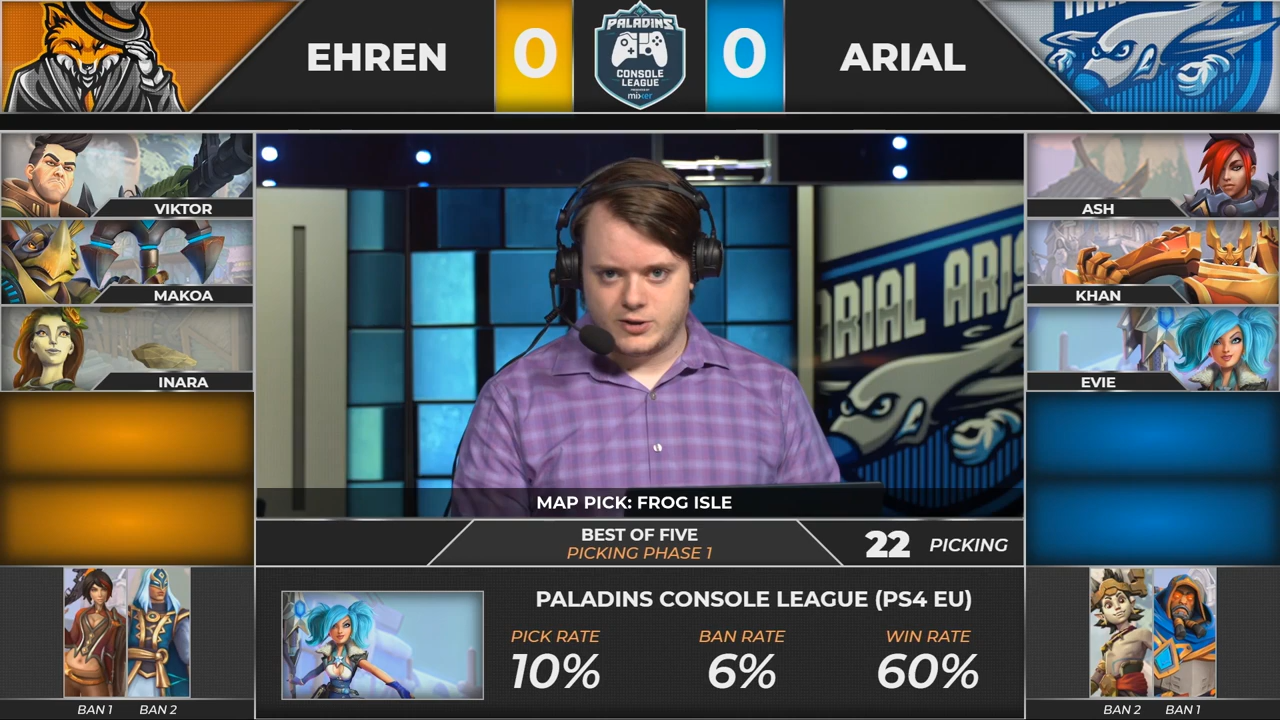 EHREN
0
PALADINS
CONSOLE
LEAGUE
mixer
0
ARIAL
VIKTOR
MAKOA
INARA
ASH
KHAN
EVIE
ARIAL ARI
MAP PICK: FROG ISLE
BEST OF FIVE
PICKING PHASE 1
22 PICKING
PALADINS CONSOLE LEAGUE (PS4 EU)
PICK RATE
BAN RATE
WIN RATE
10%
6%
60%
BAN 1
BAN 2
BAN 2
BAN 1